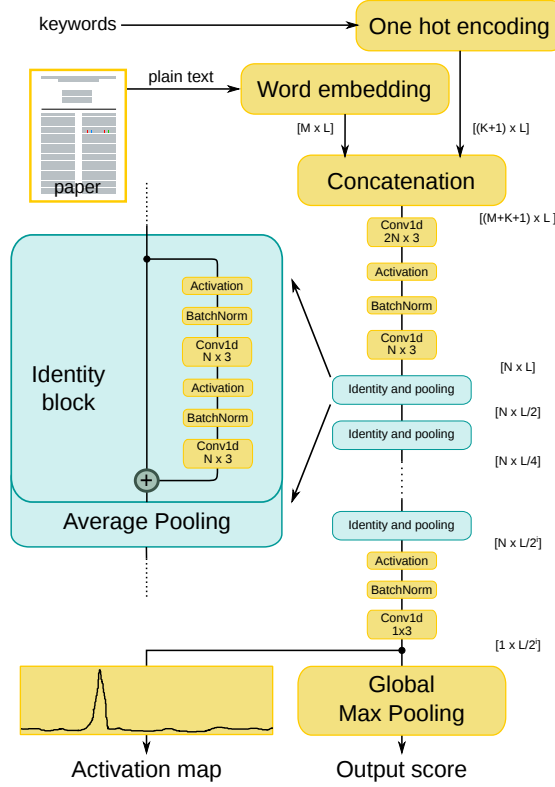 keywords
One hot encoding
plain text
Word embedding
[M x L]
[(K+1) x L]
paper
Concatenation
[(M+K+1) x L ]
Conv1d
2N x 3
Activation
BatchNorm
Conv1d
N x 3
[N x L]
Identity and pooling
[N x L/2]
Identity and pooling
[N x L/4]
Identity and pooling
[N x L/2^i]
Activation
BatchNorm
Conv1d
1x3
[1 x L/2^i]
Activation
BatchNorm
Conv1d
N x 3
Activation
BatchNorm
Conv1d
N x 3
+
Identity
block
Average Pooling
Global
Max Pooling
Activation map
Output score